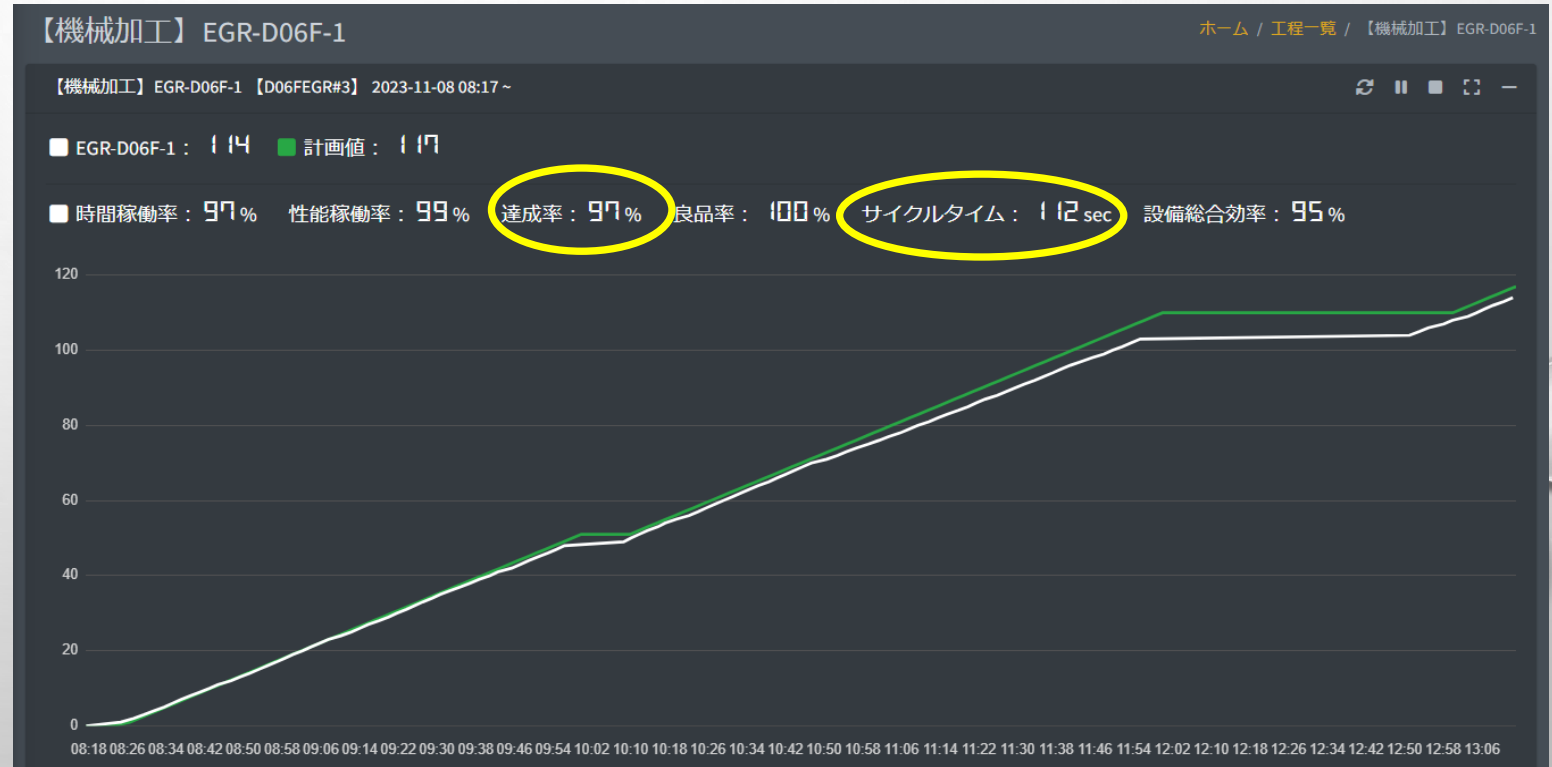 【機械加工】EGR-D06F-1
ホーム / 工程一覧 / 【機械加工】EGR-D06F-1
【機械加工】EGR-D06F-1 【D06FEGR#3】 2023-11-08 08:17 ~
EGR-D06F-1： 114 計画値： 117
時間稼働率：97% 性能稼働率：99% 達成率：97% 良品率：100% サイクルタイム：112 sec 設備総合効率：95%
120
100
80
60
40
20
0
08:18 08:26 08:34 08:42 08:50 08:58 09:06 09:14 09:22 09:30 09:38 09:46 09:54 10:02 10:10 10:18 10:26 10:34 10:42 10:50 10:58 11:06 11:14 11:22 11:30 11:38 11:46 11:54 12:02 12:10 12:18 12:26 12:34 12:42 12:50 12:58 13:06